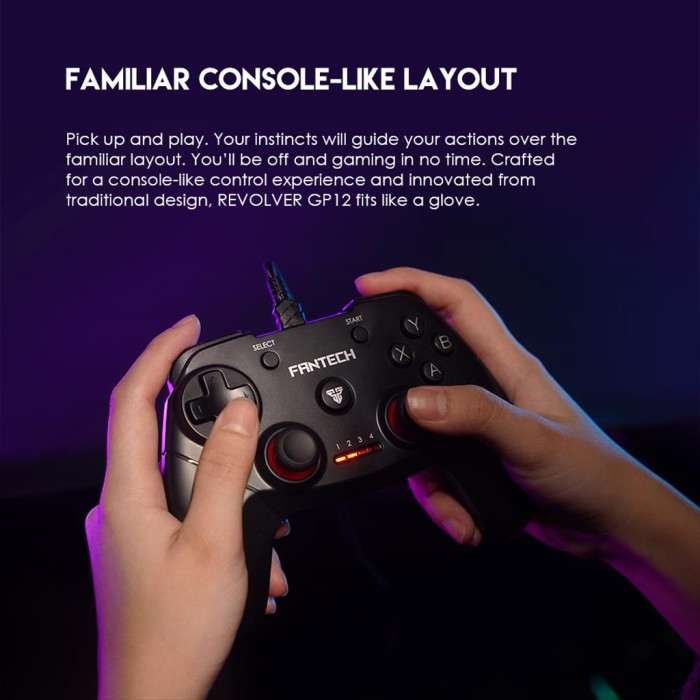 FAMILIAR CONSOLE-LIKE LAYOUT
Pick up and play. Your instincts will guide your actions over the
familiar layout. You'll be off and gaming in no time. Crafted
for a console-like control experience and innovated from
traditional design, REVOLVER GP12 fits like a glove.
SELECT
START
FANTECH
Y
B
X
A
1 2 3 4